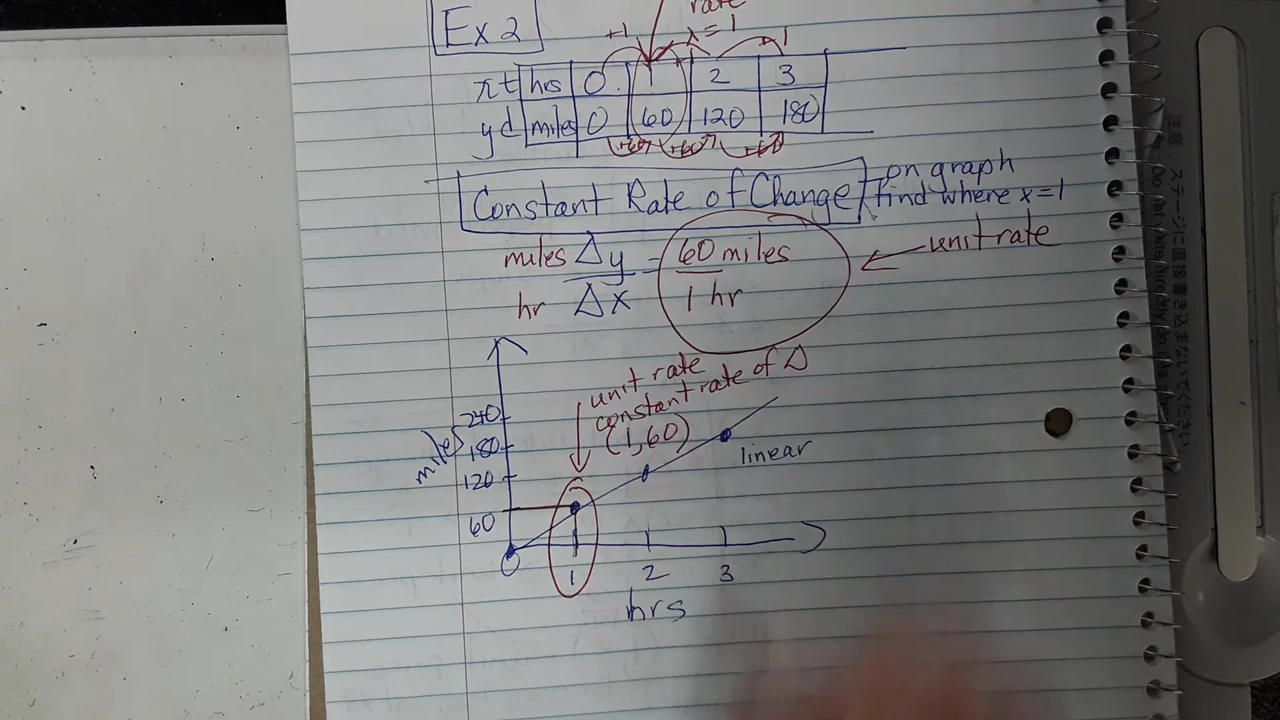 rate
Ex 2
+1 x = 1 +1
x t hrs 0 1 2 3
y d miles 0 60 120 180
+60 +60 +60
Constant Rate of Change
on graph
find where x=1
miles Δy = 60 miles
hr Δx 1 hr
unit rate
unit rate
constant rate of Δ
(1,60)
linear
miles
240
180
120
60
0
1 2 3
hrs